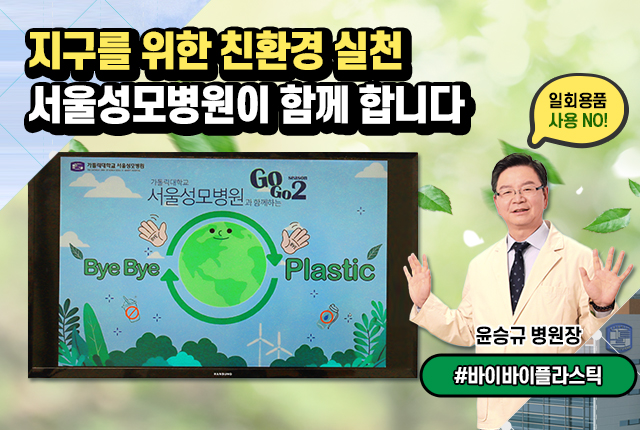 지구를 위한 친환경 실천
서울성모병원이 함께 합니다
일회용품
사용 NO!
가톨릭대학교 서울성모병원
가톨릭대학교
서울성모병원과 함께하는
GO GO SEASON 2
Bye Bye
Plastic
SAMSUNG
윤승규 병원장
#바이바이플라스틱